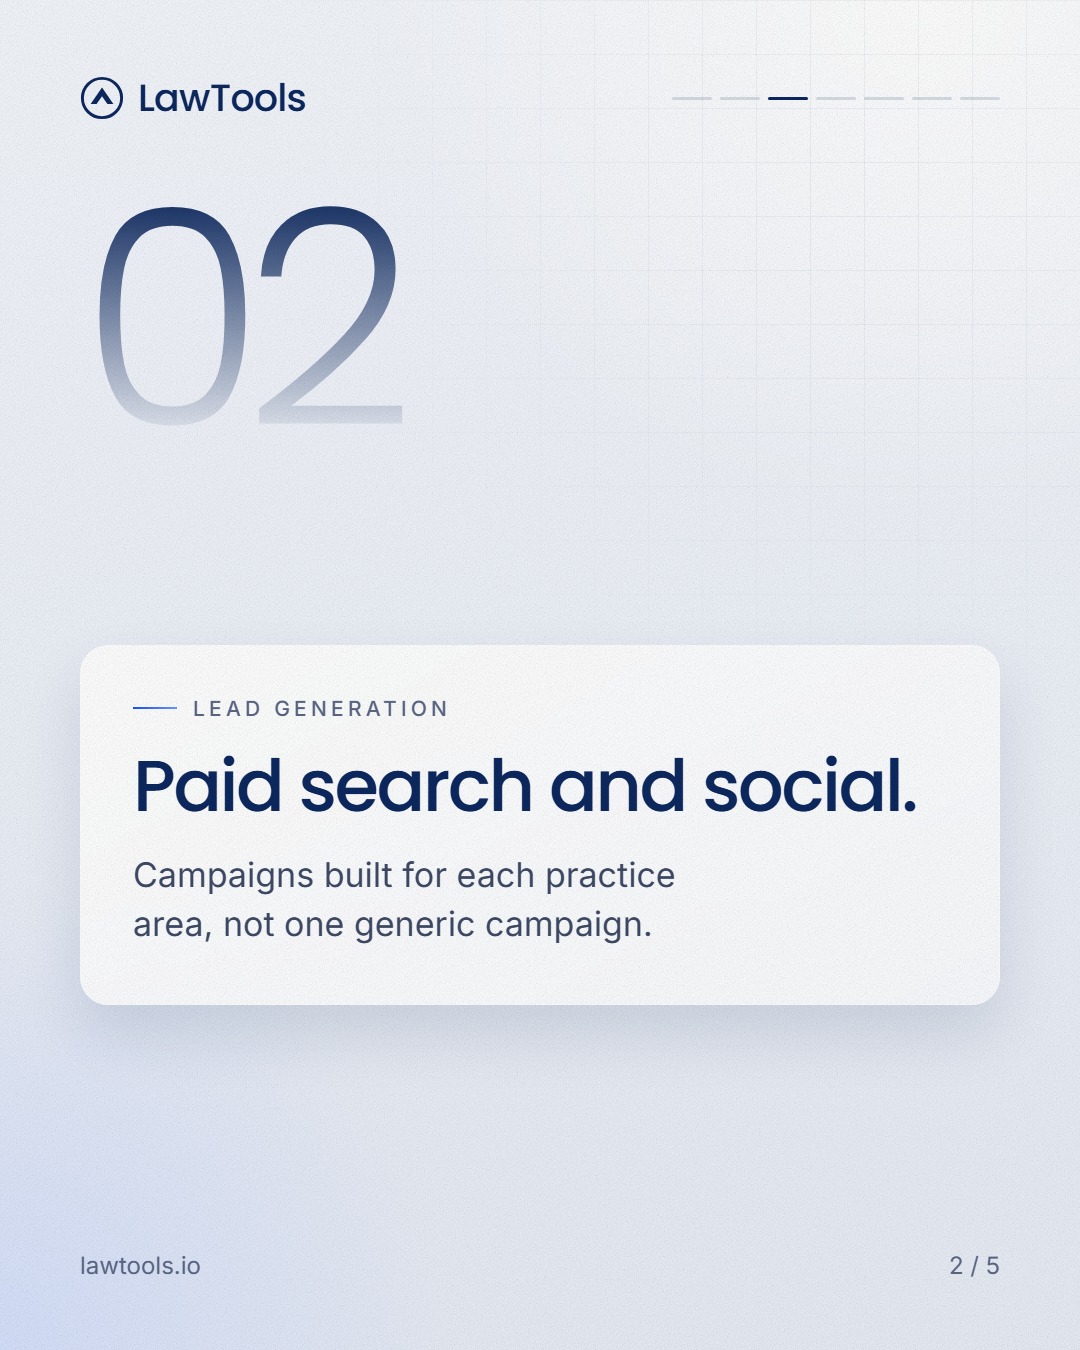 LawTools
02
LEAD GENERATION
Paid search and social.
Campaigns built for each practice
area, not one generic campaign.
lawtools.io
2 / 5